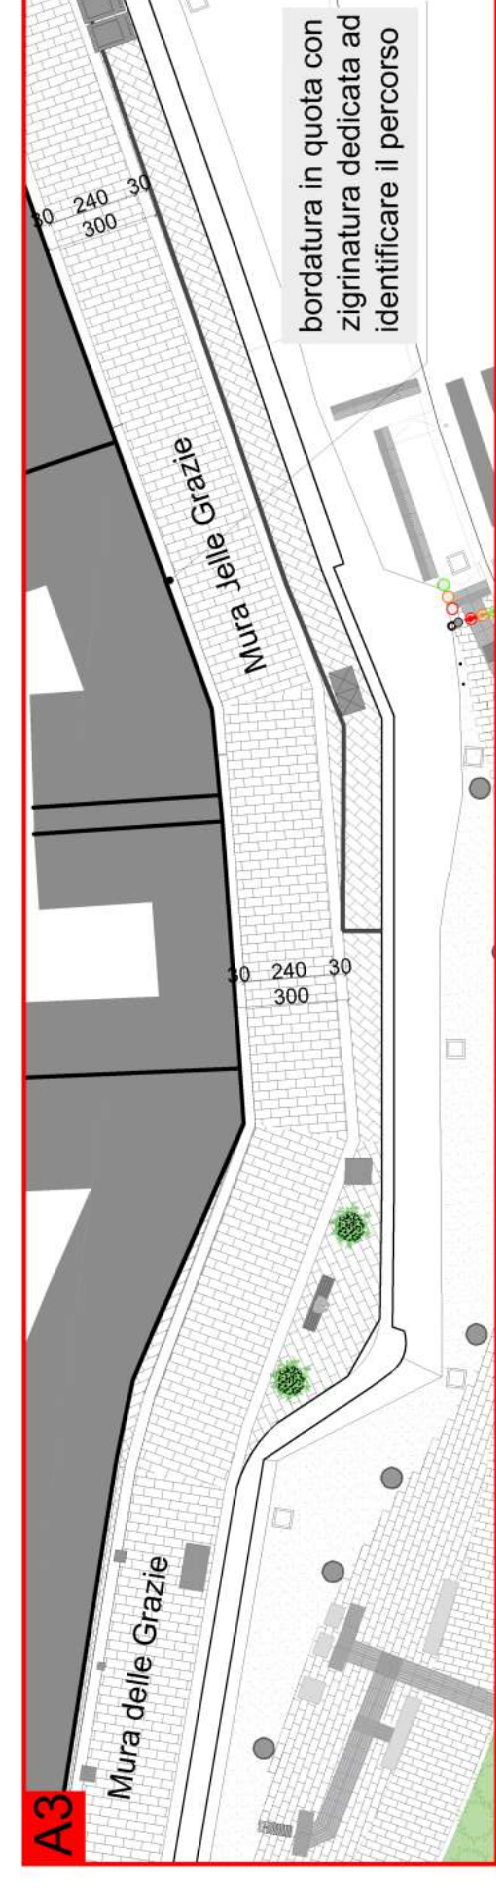 A3
Mura delle Grazie
30 240 30
300
Mura Jelle Grazie
30 240 30
300
bordatura in quota con
zigrinatura dedicata ad
identificare il percorso